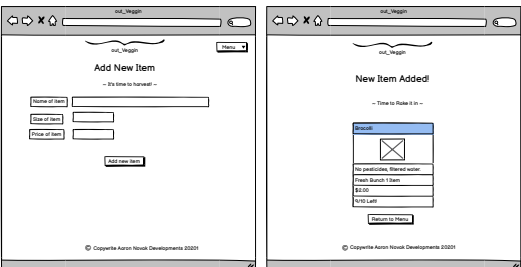 out_Veggin
out_Veggin
Menu
Add New Item
~ It's time to harvest! ~
Name of item
Size of item
Price of item
Add new item
© Copywrite Aaron Novak Developments 20201
out_Veggin
out_Veggin
New Item Added!
~ Time to Rake it in ~
Brocolli
No pesticides, filtered water.
Fresh Bunch 1 Item
$2.00
9/10 Left!
Return to Menu
© Copywrite Aaron Novak Developments 20201